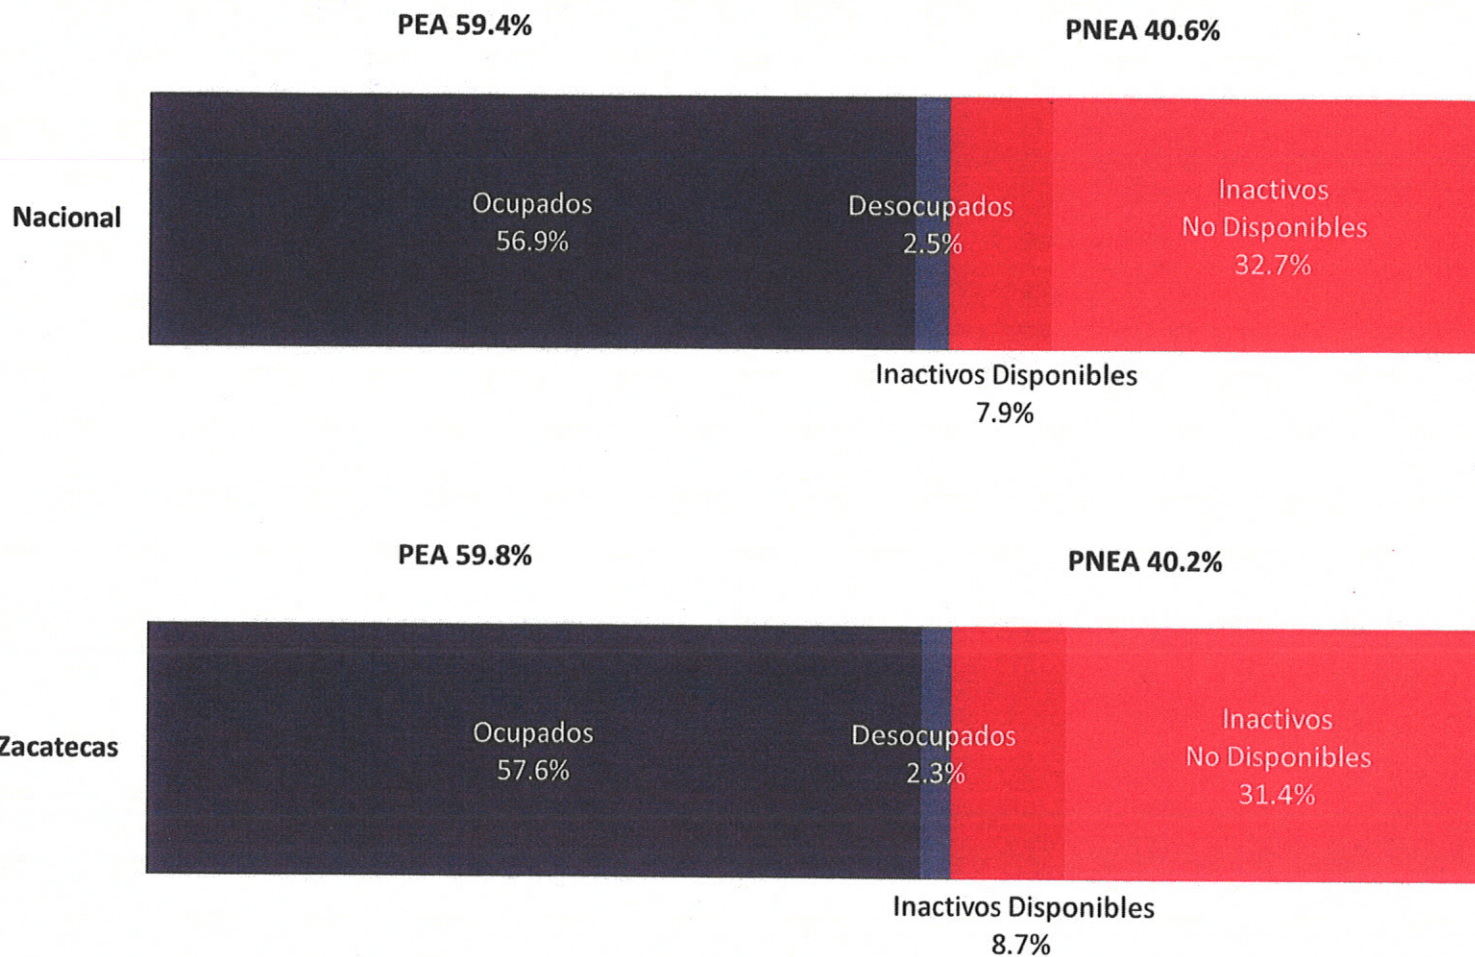 PEA 59.4%
PNEA 40.6%
Nacional
Ocupados
56.9%
Desocupados
2.5%
Inactivos
No Disponibles
32.7%
Inactivos Disponibles
7.9%
PEA 59.8%
PNEA 40.2%
Zacatecas
Ocupados
57.6%
Desocupados
2.3%
Inactivos
No Disponibles
31.4%
Inactivos Disponibles
8.7%